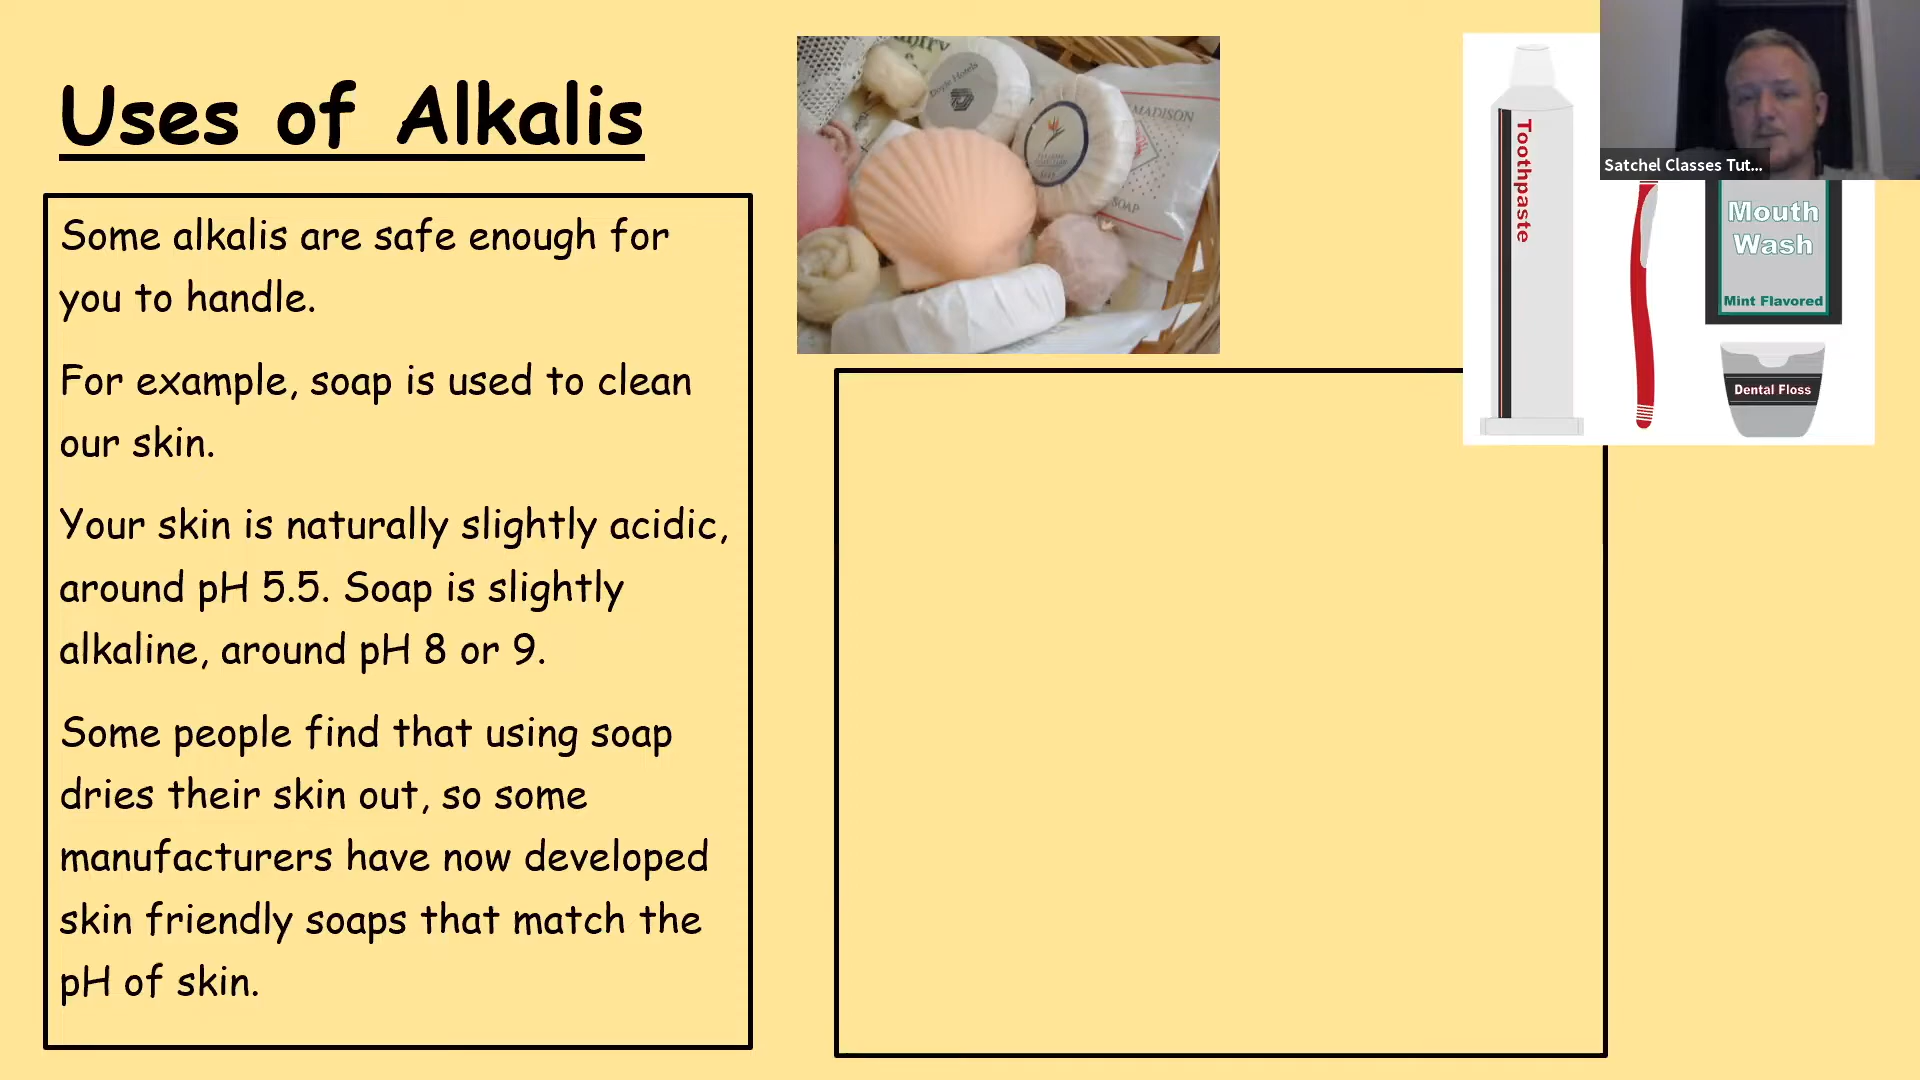 Uses of Alkalis
Some alkalis are safe enough for
you to handle.
For example, soap is used to clean
our skin.
Your skin is naturally slightly acidic,
around pH 5.5. Soap is slightly
alkaline, around pH 8 or 9.
Some people find that using soap
dries their skin out, so some
manufacturers have now developed
skin friendly soaps that match the
pH of skin.
Doyle Hotels
MADISON
SOAP
Toothpaste
Satchel Classes Tut...
Mouth
Wash
Mint Flavored
Dental Floss